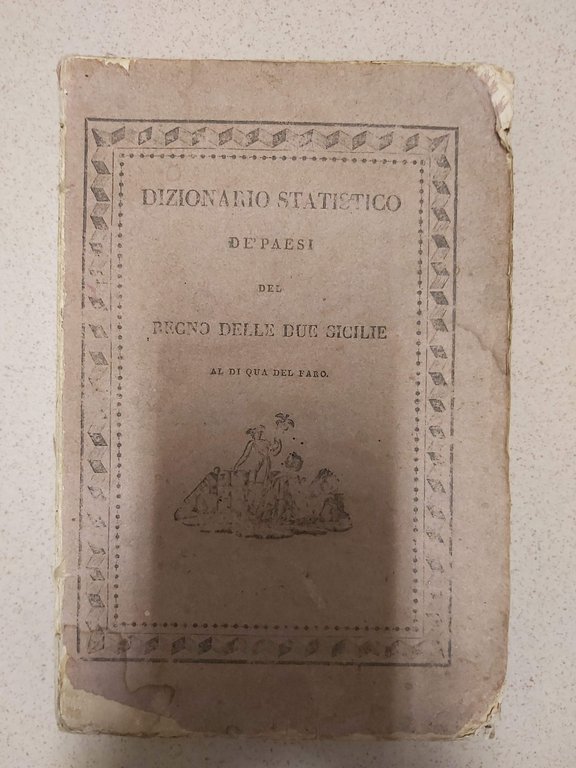 DIZIONARIO STATISTICO
DE' PAESI
DEL
REGNO DELLE DUE SICILIE
AL DI QUA DEL FARO.